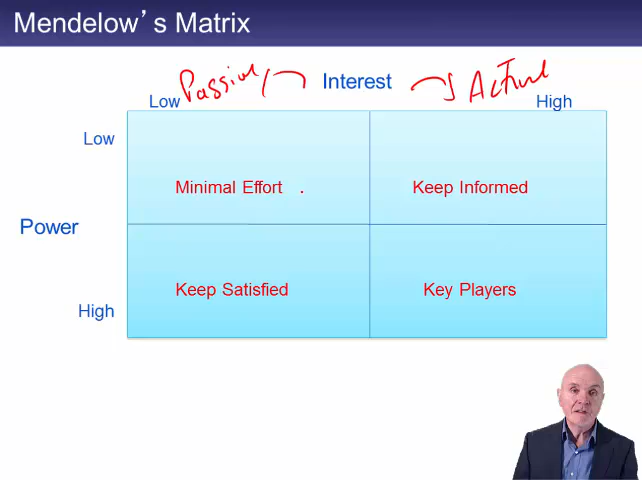 Mendelow's Matrix
Passive Interest Active
Low High
Low
Minimal Effort Keep Informed
Power
Keep Satisfied Key Players
High